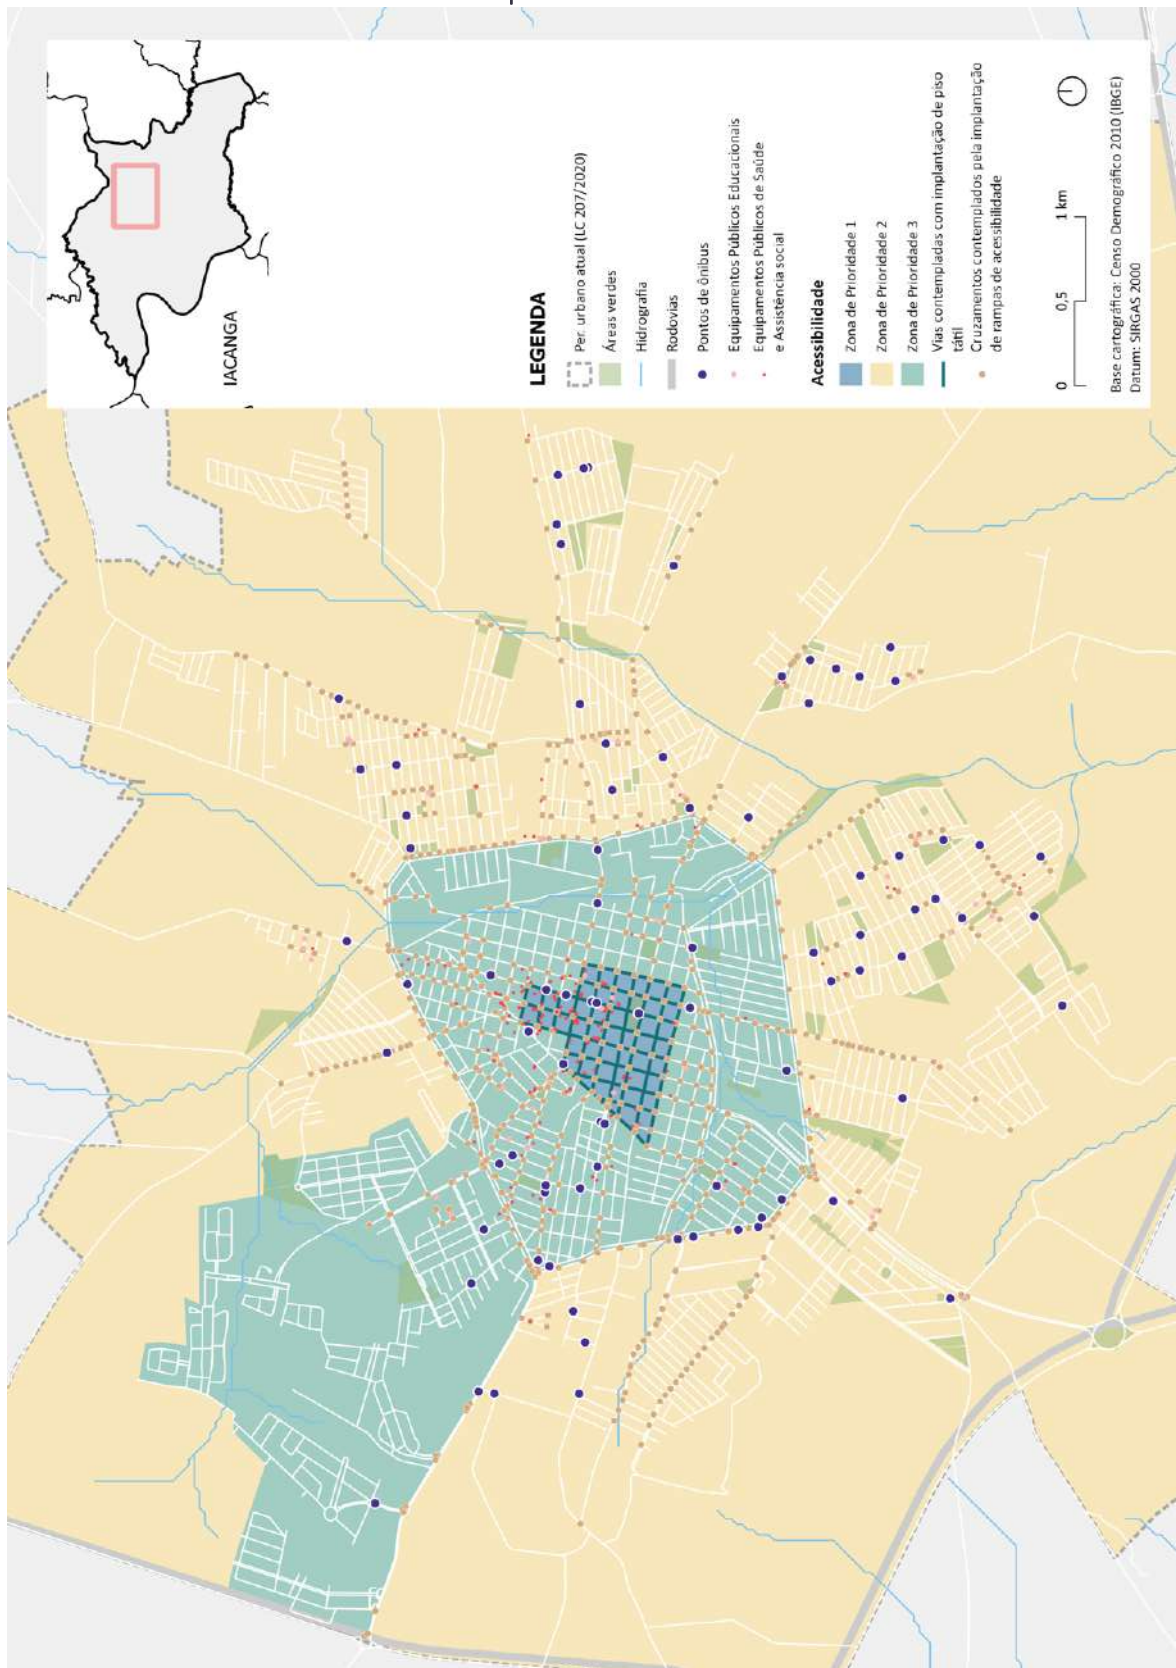 IACANGA
LEGENDA
Per. urbano atual (LC 207/2020)
Áreas verdes
Hidrografia
Rodovias
Pontos de ônibus
Equipamentos Públicos Educacionais
Equipamentos Públicos de Saúde
e Assistência social
Acessibilidade
Zona de Prioridade 1
Zona de Prioridade 2
Zona de Prioridade 3
Vias contempladas com implantação de piso
tátil
Cruzamentos contemplados pela implantação
de rampas de acessibilidade
0 0,5 1 km
Base cartográfica: Censo Demográfico 2010 (IBGE)
Datum: SIRGAS 2000